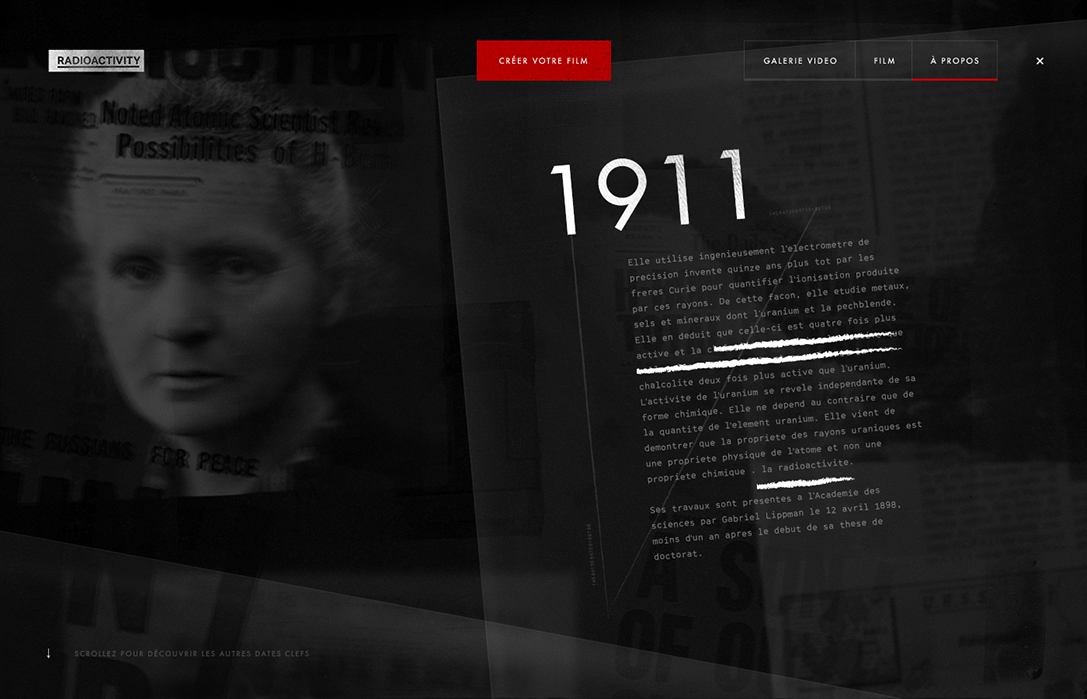 RADIOACTIVITY
CRÉER VOTRE FILM
GALERIE VIDEO
FILM
À PROPOS
Noted Atomic Scientist
Possibilities of H-
THE RUSSIANS FOR PEACE
1911
Elle utilise ingenieusement l'electrometre de
precision invente quinze ans plus tot par les
freres Curie pour quantifier l'ionisation produite
par ces rayons. De cette facon, elle etudie metaux,
sels et mineraux dont l'uranium et la pechblende.
Elle en deduit que celle-ci est quatre fois plus
active et la
chalcolite deux fois plus active que l'uranium.
L'activite de l'uranium se revele independante de sa
forme chimique. Elle ne depend au contraire que de
la quantite de l'element uranium. Elle vient de
demontrer que la propriete des rayons uraniques est
une propriete physique de l'atome et non une
propriete chimique . la radioactivite.
Ses travaux sont presentes a l'Academie des
sciences par Gabriel Lippman le 12 avril 1898,
moins d'un an apres le debut de sa these de
doctorat.
OF
SCROLLEZ POUR DÉCOUVRIR LES AUTRES DATES CLEFS